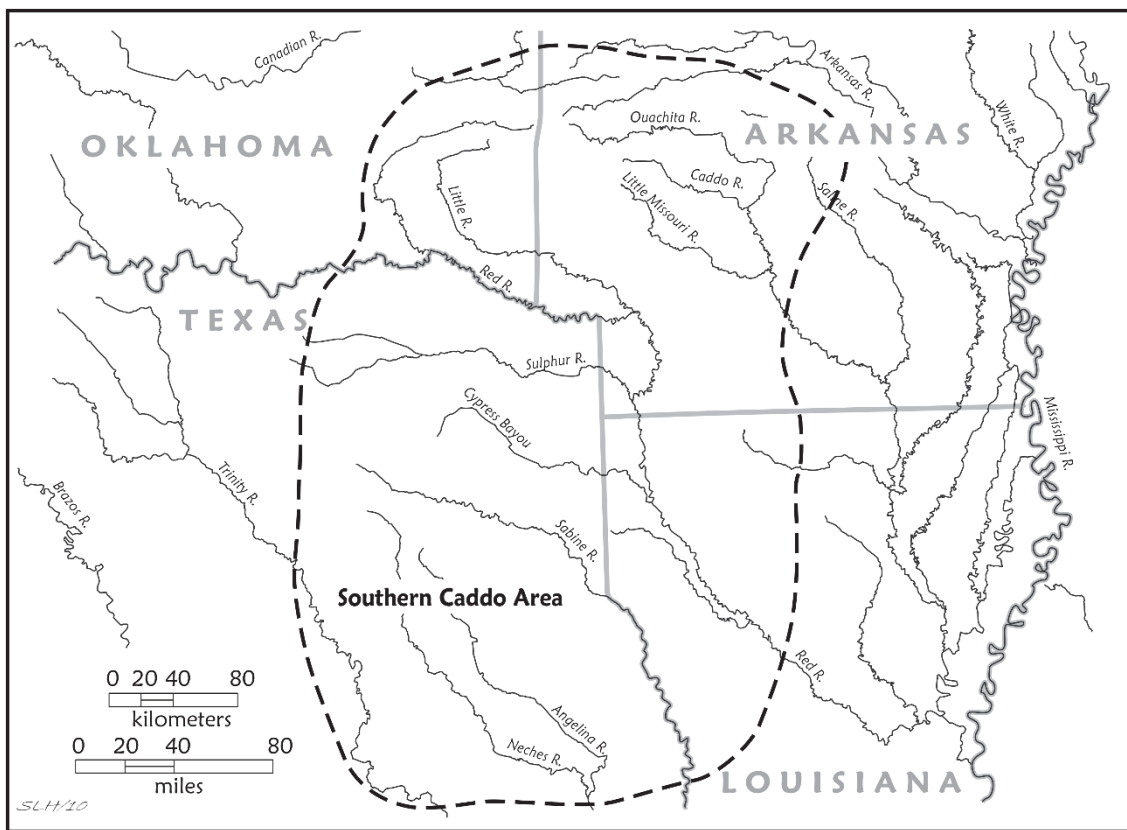 Canadian R.
Arkansas R.
White R.
OKLAHOMA
Ouachita R.
ARKANSAS
Caddo R.
Little R.
Little Missouri R.
Saline R.
Red R.
TEXAS
Sulphur R.
Cypress Bayou
Mississippi R.
Trinity R.
Brazos R.
Sabine R.
Southern Caddo Area
Red R.
0 20 40 80
kilometers
Angelina R.
Neches R.
0 20 40 80
miles
LOUISIANA
SLH/10